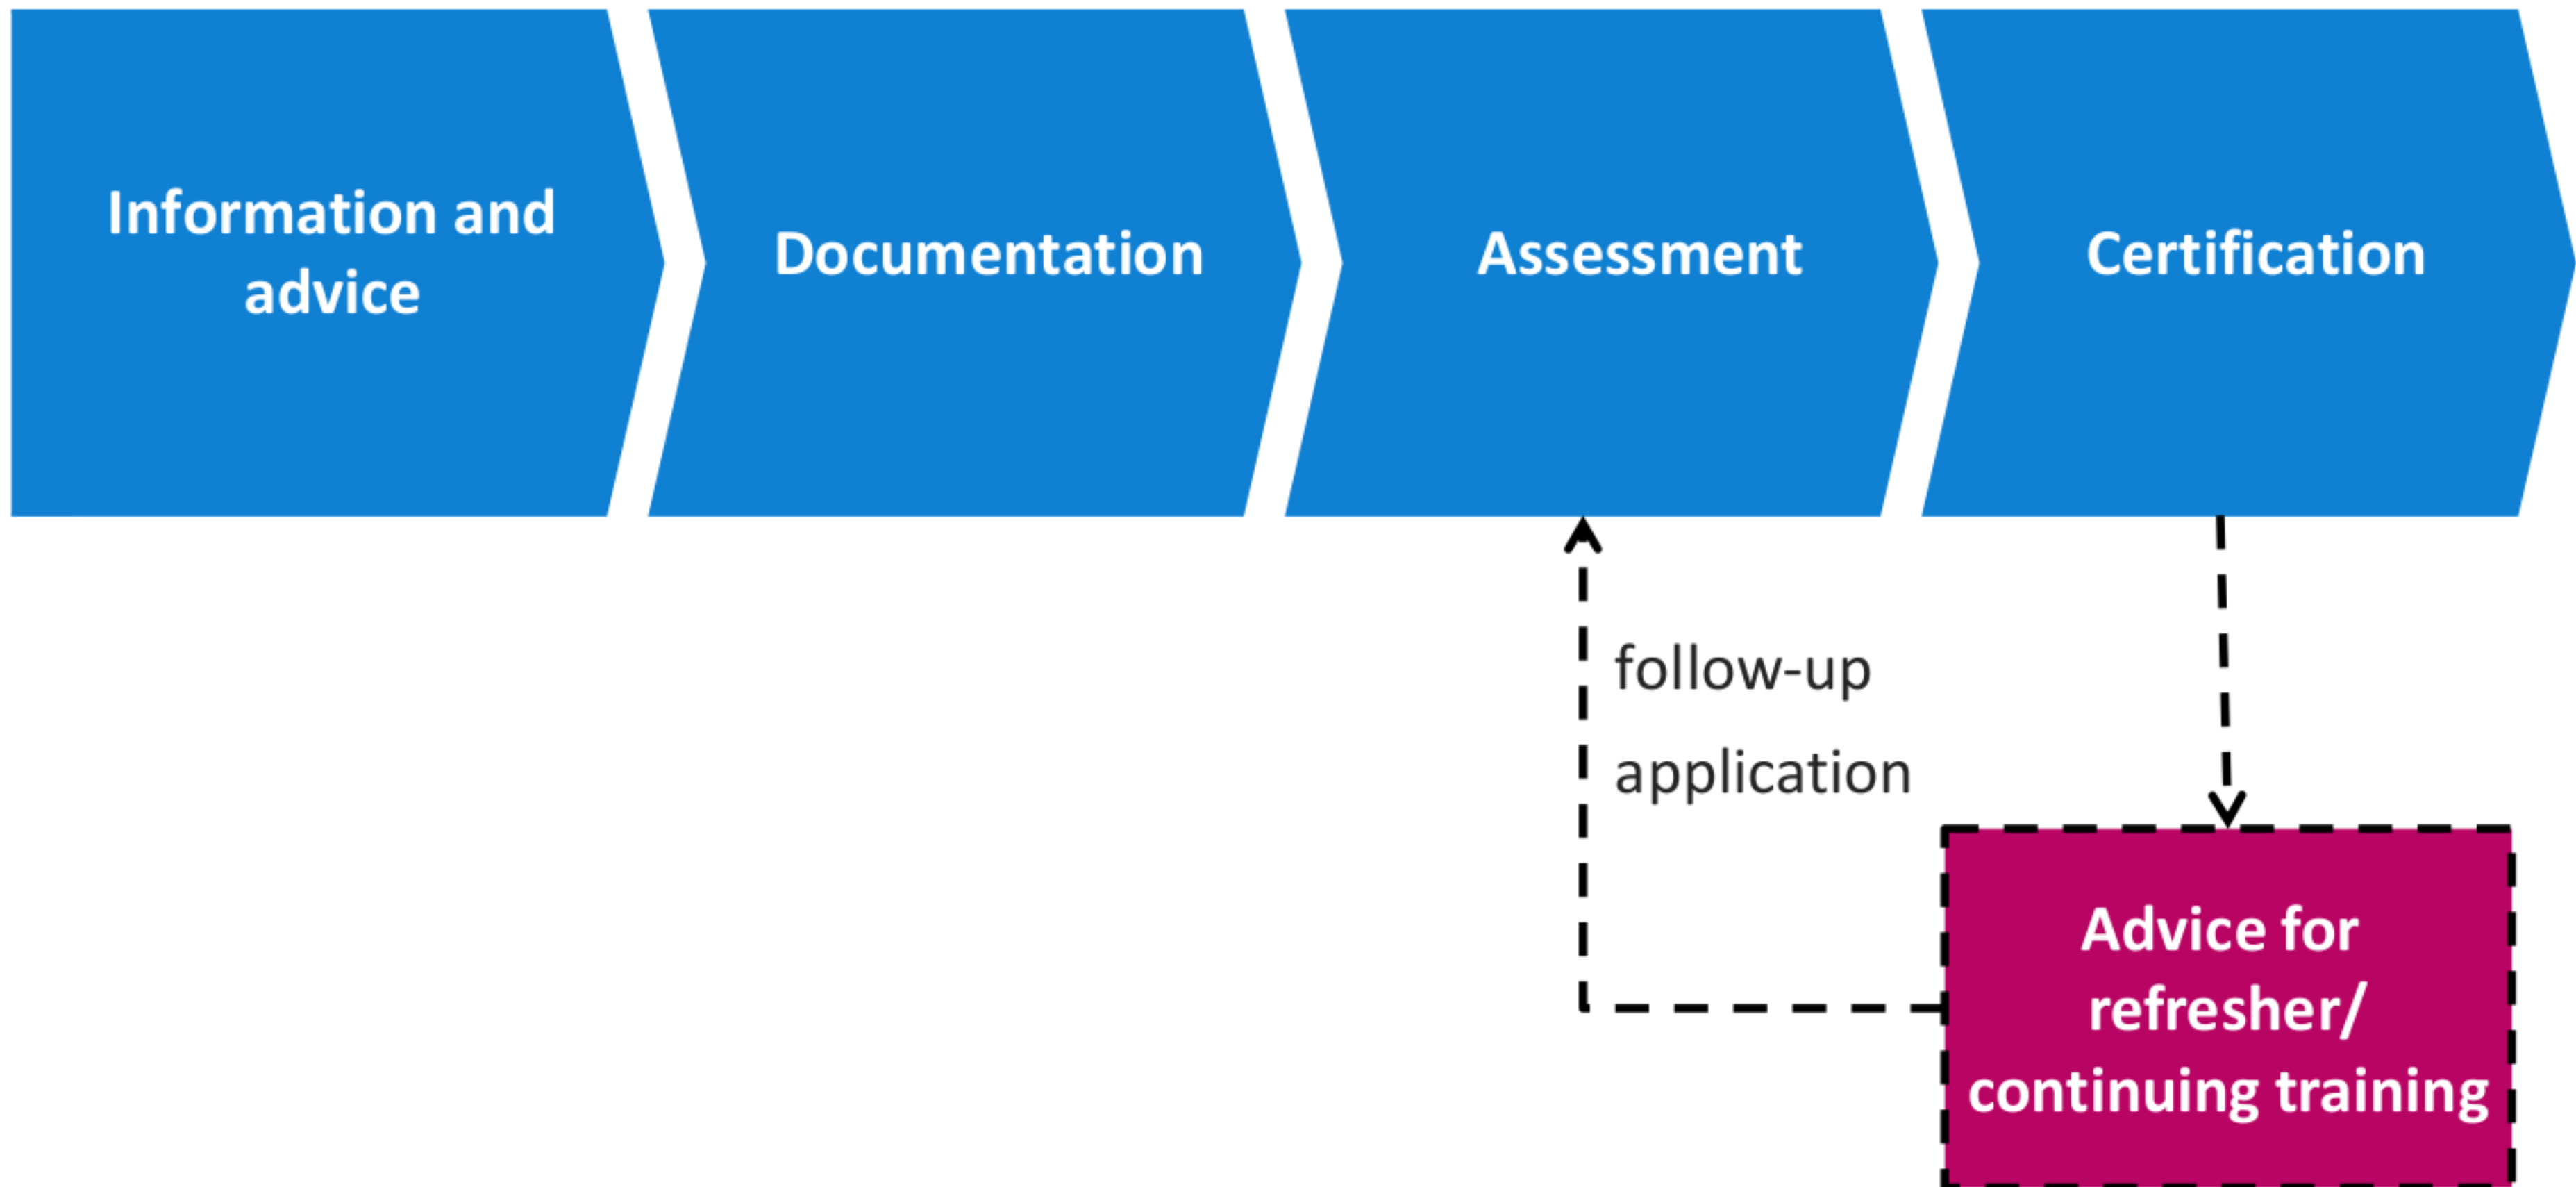 Information and
advice
Documentation
Assessment
Certification
follow-up
application
Advice for
refresher/
continuing training